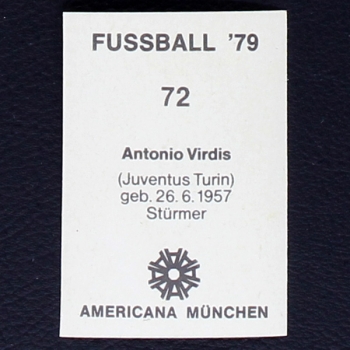 FUSSBALL '79
72
Antonio Virdis
(Juventus Turin)
geb. 26. 6. 1957
Stürmer
AMERICANA MÜNCHEN